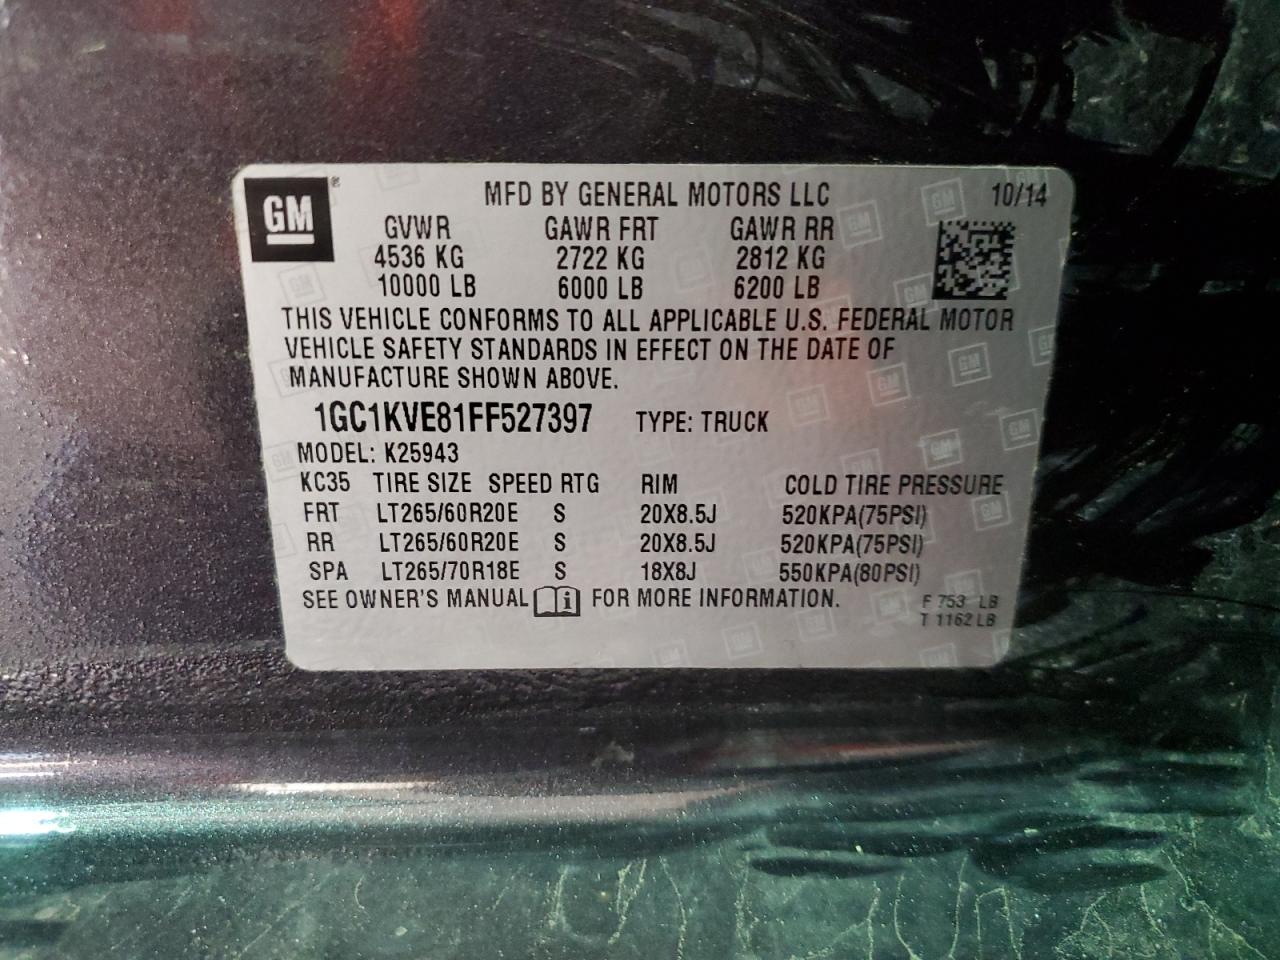 GM® MFD BY GENERAL MOTORS LLC 10/14
GVWR GAWR FRT GAWR RR
4536 KG 2722 KG 2812 KG
10000 LB 6000 LB 6200 LB
THIS VEHICLE CONFORMS TO ALL APPLICABLE U.S. FEDERAL MOTOR
VEHICLE SAFETY STANDARDS IN EFFECT ON THE DATE OF
MANUFACTURE SHOWN ABOVE.
1GC1KVE81FF527397 TYPE: TRUCK
MODEL: K25943
KC35 TIRE SIZE SPEED RTG RIM COLD TIRE PRESSURE
FRT LT265/60R20E S 20X8.5J 520KPA(75PSI)
RR LT265/60R20E S 20X8.5J 520KPA(75PSI)
SPA LT265/70R18E S 18X8J 550KPA(80PSI)
SEE OWNER'S MANUAL i FOR MORE INFORMATION.
F 753 LB
T 1162 LB